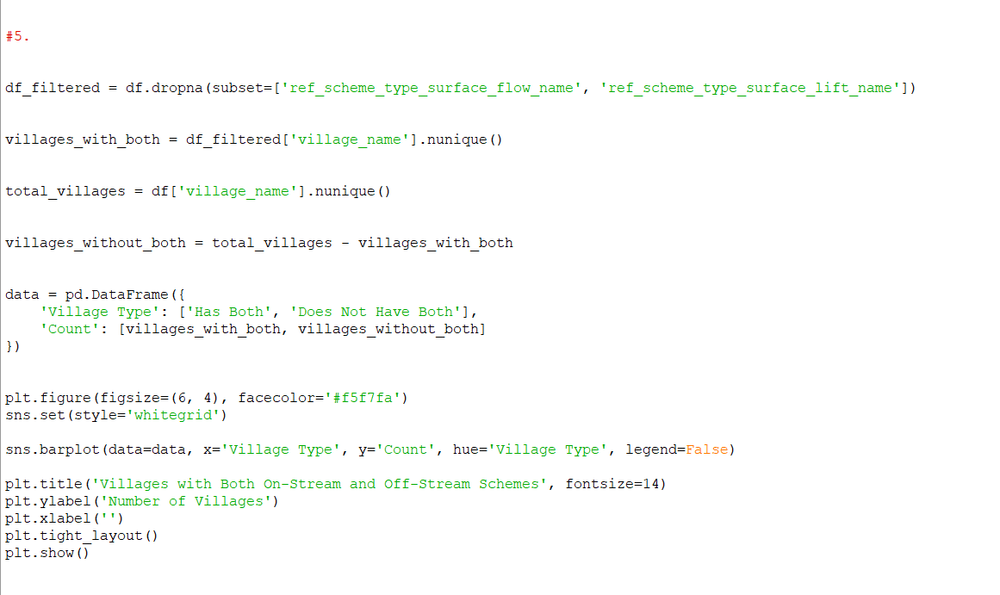 #5.
df_filtered = df.dropna(subset=['ref_scheme_type_surface_flow_name', 'ref_scheme_type_surface_lift_name'])
villages_with_both = df_filtered['village_name'].nunique()
total_villages = df['village_name'].nunique()
villages_without_both = total_villages - villages_with_both
data = pd.DataFrame({
    'Village Type': ['Has Both', 'Does Not Have Both'],
    'Count': [villages_with_both, villages_without_both]
})
plt.figure(figsize=(6, 4), facecolor='#f5f7fa')
sns.set(style='whitegrid')
sns.barplot(data=data, x='Village Type', y='Count', hue='Village Type', legend=False)
plt.title('Villages with Both On-Stream and Off-Stream Schemes', fontsize=14)
plt.ylabel('Number of Villages')
plt.xlabel('')
plt.tight_layout()
plt.show()